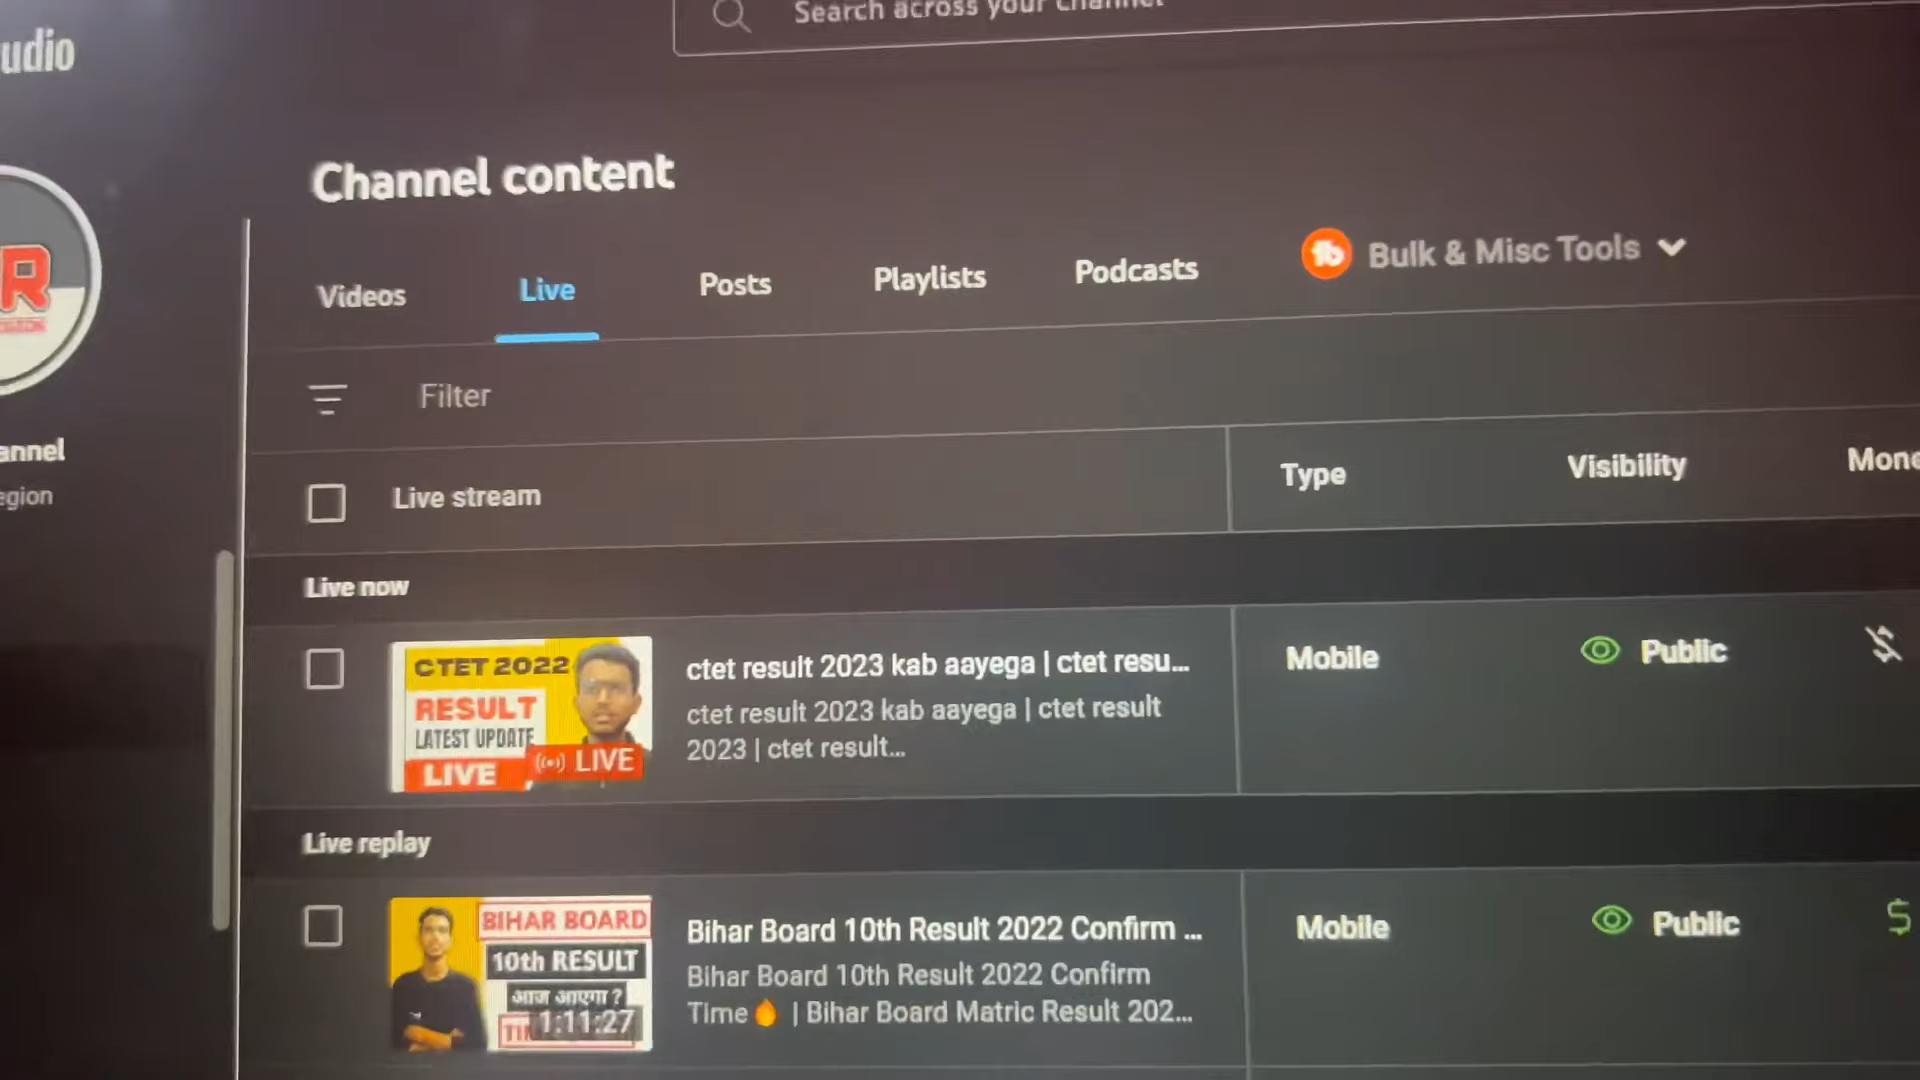 udio
Search across your channel
Channel content
Videos
Live
Posts
Playlists
Podcasts
Bulk & Misc Tools
Filter
annel
egion
Live stream
Type
Visibility
Mone
Live now
CTET 2022
RESULT
LATEST UPDATE
LIVE
LIVE
ctet result 2023 kab aayega | ctet resu...
ctet result 2023 kab aayega | ctet result
2023 | ctet result...
Mobile
Public
Live replay
BIHAR BOARD
10th RESULT
आज आएगा ?
1:11:27
Bihar Board 10th Result 2022 Confirm ...
Bihar Board 10th Result 2022 Confirm
Time🔥 | Bihar Board Matric Result 202...
Mobile
Public